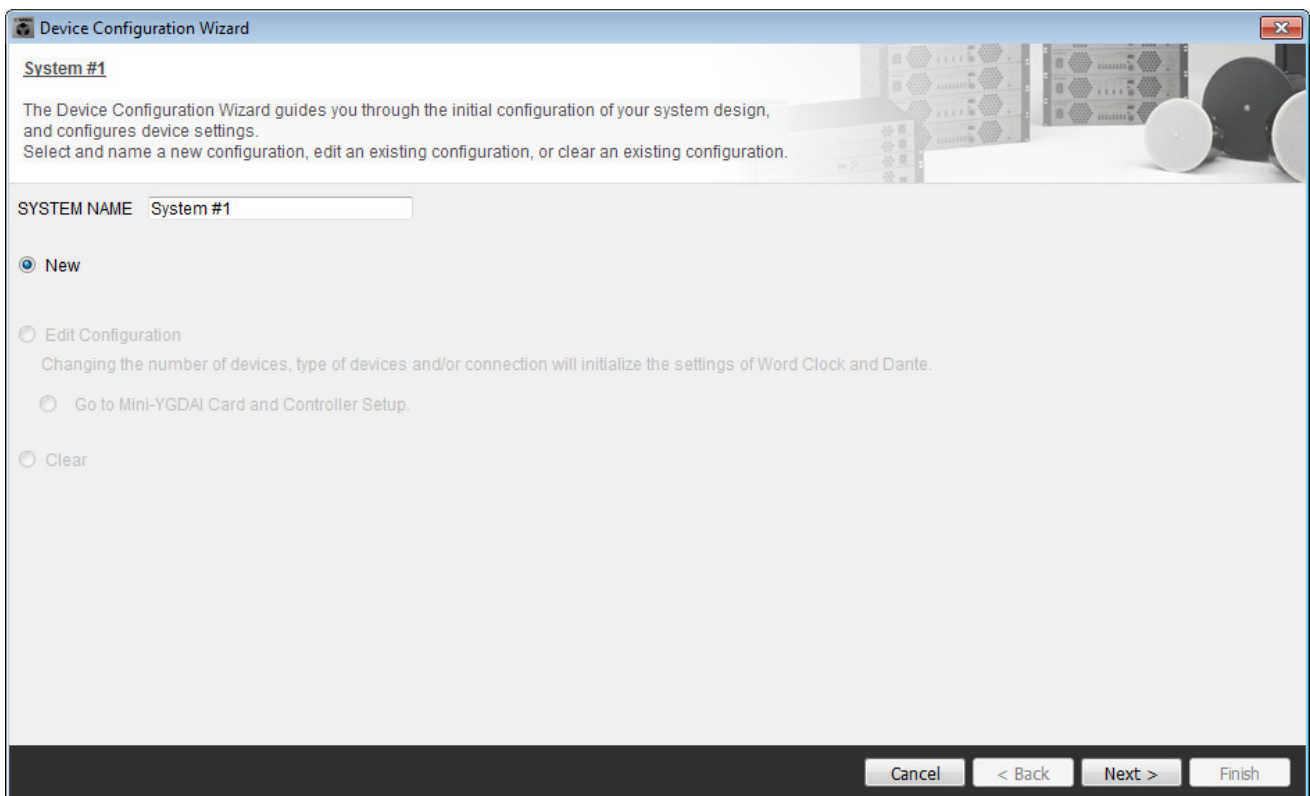 Device Configuration Wizard
System #1
The Device Configuration Wizard guides you through the initial configuration of your system design,
and configures device settings.
Select and name a new configuration, edit an existing configuration, or clear an existing configuration.
SYSTEM NAME System #1
New
Edit Configuration
Changing the number of devices, type of devices and/or connection will initialize the settings of Word Clock and Dante.
Go to Mini-YGDAI Card and Controller Setup.
Clear
Cancel < Back Next > Finish